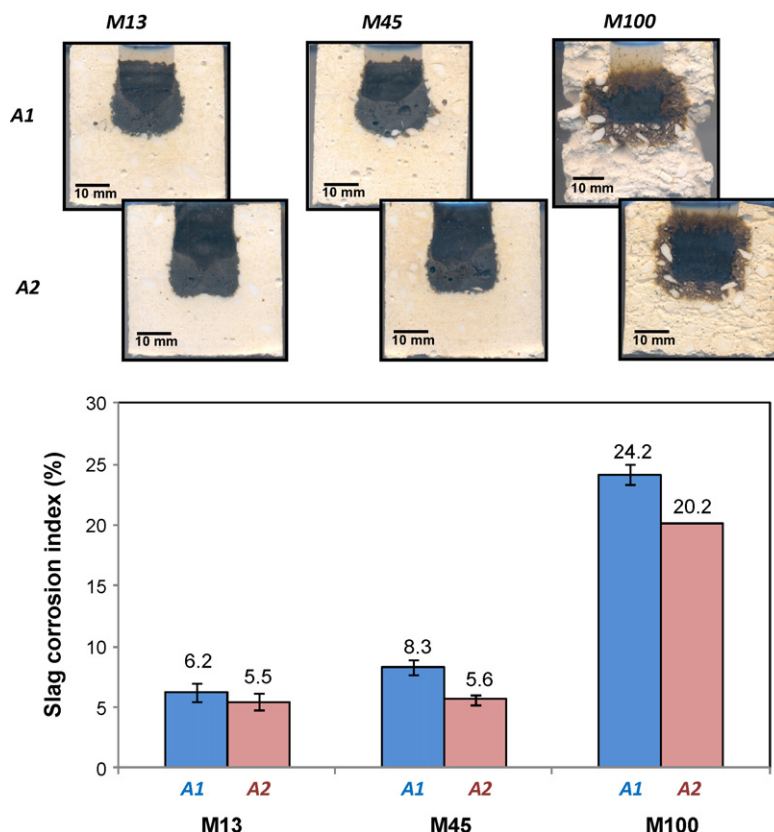 M13 M45 M100
A1
10 mm 10 mm 10 mm
A2
10 mm 10 mm 10 mm
Slag corrosion index (%)
30
25
20
15
10
5
0
6.2 5.5 8.3 5.6 24.2 20.2
A1 A2 A1 A2 A1 A2
M13 M45 M100